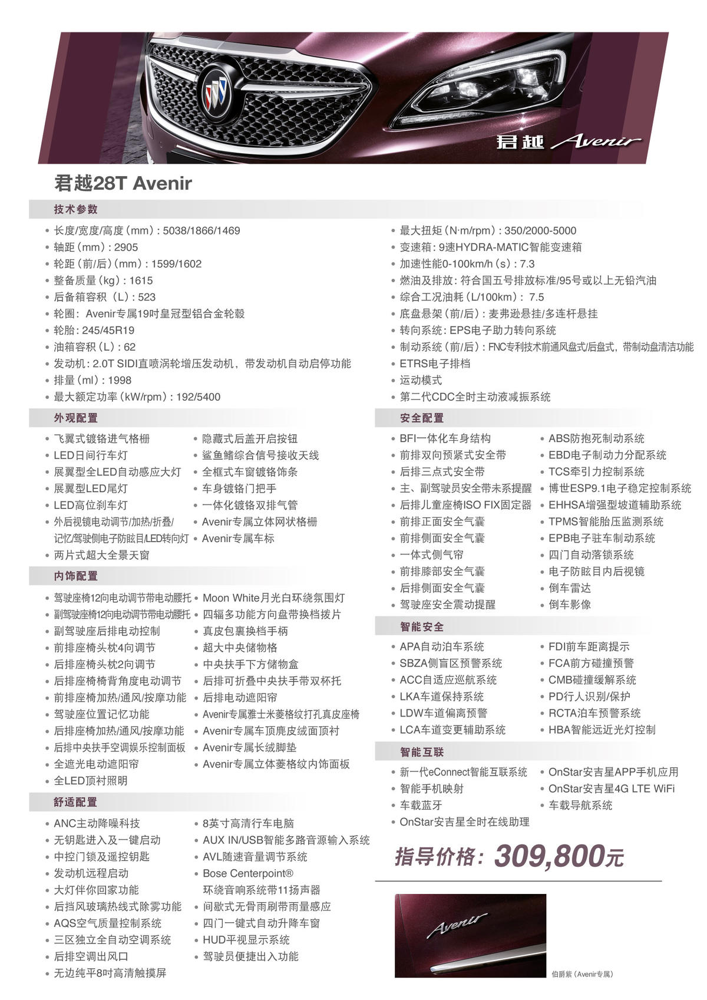 君越 Avenir
君越28T Avenir
技术参数
• 长度/宽度/高度（mm）: 5038/1866/1469
• 轴距（mm）: 2905
• 轮距（前/后）（mm）: 1599/1602
• 整备质量（kg）: 1615
• 后备箱容积（L）: 523
• 轮圈： Avenir专属19吋皇冠型铝合金轮毂
• 轮胎: 245/45R19
• 油箱容积（L）: 62
• 发动机: 2.0T SIDI直喷涡轮增压发动机，带发动机自动启停功能
• 排量（ml）: 1998
• 最大额定功率（kW/rpm）: 192/5400
• 最大扭矩（N·m/rpm）: 350/2000-5000
• 变速箱: 9速HYDRA-MATIC智能变速箱
• 加速性能0-100km/h（s）: 7.3
• 燃油及排放: 符合国五号排放标准/95号或以上无铅汽油
• 综合工况油耗（L/100km）: 7.5
• 底盘悬架（前/后）: 麦弗逊悬挂/多连杆悬挂
• 转向系统: EPS电子助力转向系统
• 制动系统（前/后）: FNC专利技术前通风盘式/后盘式，带制动盘清洁功能
• ETRS电子排档
• 运动模式
• 第二代CDC全时主动液减振系统
外观配置
• 飞翼式镀铬进气格栅
• LED日间行车灯
• 展翼型全LED自动感应大灯
• 展翼型LED尾灯
• LED高位刹车灯
• 外后视镜电动调节/加热/折叠/
记忆/驾驶侧电子防眩目/LED转向灯
• 两片式超大全景天窗
• 隐藏式后盖开启按钮
• 鲨鱼鳍综合信号接收天线
• 全框式车窗镀铬饰条
• 车身镀铬门把手
• 一体化镀铬双排气管
• Avenir专属立体网状格栅
• Avenir专属车标
内饰配置
• 驾驶座椅12向电动调节带电动腰托
• 副驾驶座椅12向电动调节带电动腰托
• 副驾驶座后排电动控制
• 前排座椅头枕4向调节
• 后排座椅头枕2向调节
• 后排座椅椅背角度电动调节
• 前排座椅加热/通风/按摩功能
• 驾驶座位置记忆功能
• 后排座椅加热/通风/按摩功能
• 后排中央扶手空调娱乐控制面板
• 全遮光电动遮阳帘
• 全LED顶衬照明
• Moon White月光白环绕氛围灯
• 四辐多功能方向盘带换档拨片
• 真皮包裹换档手柄
• 超大中央储物格
• 中央扶手下方储物盒
• 后排可折叠中央扶手带双杯托
• 后排电动遮阳帘
• Avenir专属雅士米菱格纹打孔真皮座椅
• Avenir专属车顶麂皮绒面顶衬
• Avenir专属长绒脚垫
• Avenir专属立体菱格纹内饰面板
舒适配置
• ANC主动降噪科技
• 无钥匙进入及一键启动
• 中控门锁及遥控钥匙
• 发动机远程启动
• 大灯伴你回家功能
• 后挡风玻璃热线式除雾功能
• AQS空气质量控制系统
• 三区独立全自动空调系统
• 后排空调出风口
• 无边纯平8吋高清触摸屏
• 8英寸高清行车电脑
• AUX IN/USB智能多路音源输入系统
• AVL随速音量调节系统
• Bose Centerpoint®
环绕音响系统带11扬声器
• 间歇式无骨雨刷带雨量感应
• 四门一键式自动升降车窗
• HUD平视显示系统
• 驾驶员便捷出入功能
安全配置
• BFI一体化车身结构
• 前排双向预紧式安全带
• 后排三点式安全带
• 主、副驾驶员安全带未系提醒
• 后排儿童座椅ISO FIX固定器
• 前排正面安全气囊
• 前排侧面安全气囊
• 一体式侧气帘
• 前排膝部安全气囊
• 后排侧面安全气囊
• 驾驶座安全震动提醒
• ABS防抱死制动系统
• EBD电子制动力分配系统
• TCS牵引力控制系统
• 博世ESP9.1电子稳定控制系统
• EHHSA增强型坡道辅助系统
• TPMS智能胎压监测系统
• EPB电子驻车制动系统
• 四门自动落锁系统
• 电子防眩目内后视镜
• 倒车雷达
• 倒车影像
智能安全
• APA自动泊车系统
• SBZA侧盲区预警系统
• ACC自适应巡航系统
• LKA车道保持系统
• LDW车道偏离预警
• LCA车道变更辅助系统
• FDI前车距离提示
• FCA前方碰撞预警
• CMB碰撞缓解系统
• PD行人识别/保护
• RCTA泊车预警系统
• HBA智能远近光灯控制
智能互联
• 新一代eConnect智能互联系统
• 智能手机映射
• 车载蓝牙
• OnStar安吉星全时在线助理
• OnStar安吉星APP手机应用
• OnStar安吉星4G LTE WiFi
• 车载导航系统
指导价格：309,800元
Avenir
伯爵紫（Avenir专属）